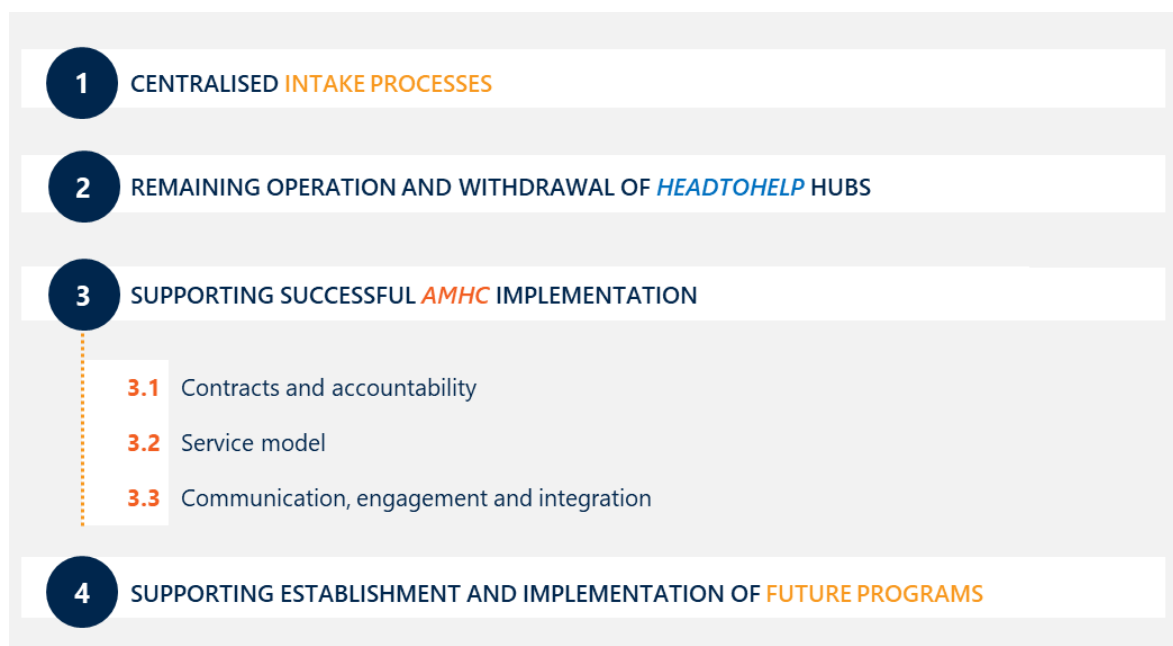 1 CENTRALISED INTAKE PROCESSES
2 REMAINING OPERATION AND WITHDRAWAL OF HEADTOHELP HUBS
3 SUPPORTING SUCCESSFUL AMHC IMPLEMENTATION
3.1 Contracts and accountability
3.2 Service model
3.3 Communication, engagement and integration
4 SUPPORTING ESTABLISHMENT AND IMPLEMENTATION OF FUTURE PROGRAMS